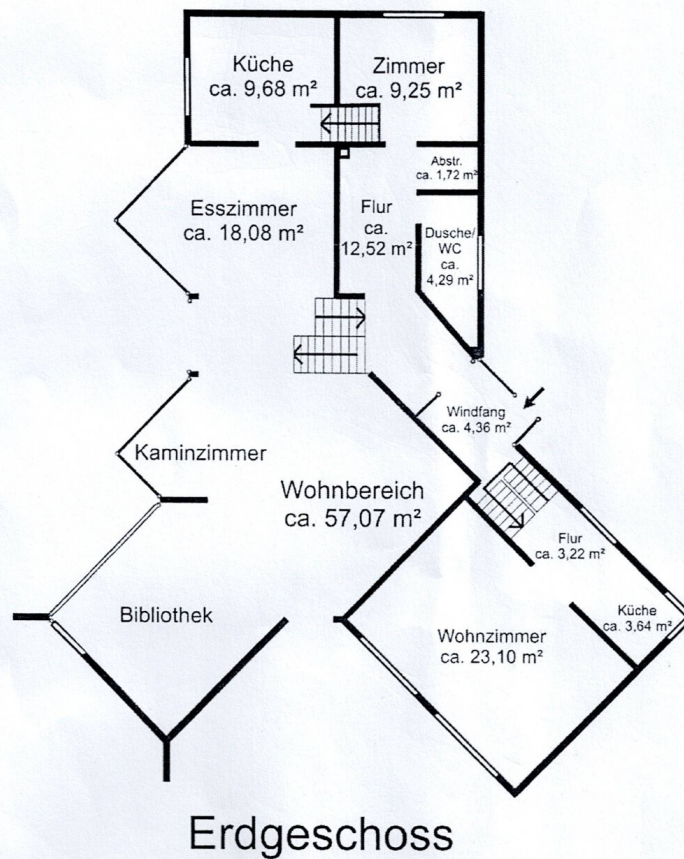 Küche
ca. 9,68 m²
Zimmer
ca. 9,25 m²
Abstr.
ca. 1,72 m²
Esszimmer
ca. 18,08 m²
Flur
ca.
12,52 m²
Dusche/
WC
ca.
4,29 m²
Windfang
ca. 4,36 m²
Kaminzimmer
Wohnbereich
ca. 57,07 m²
Flur
ca. 3,22 m²
Bibliothek
Wohnzimmer
ca. 23,10 m²
Küche
ca. 3,64 m²
Erdgeschoss